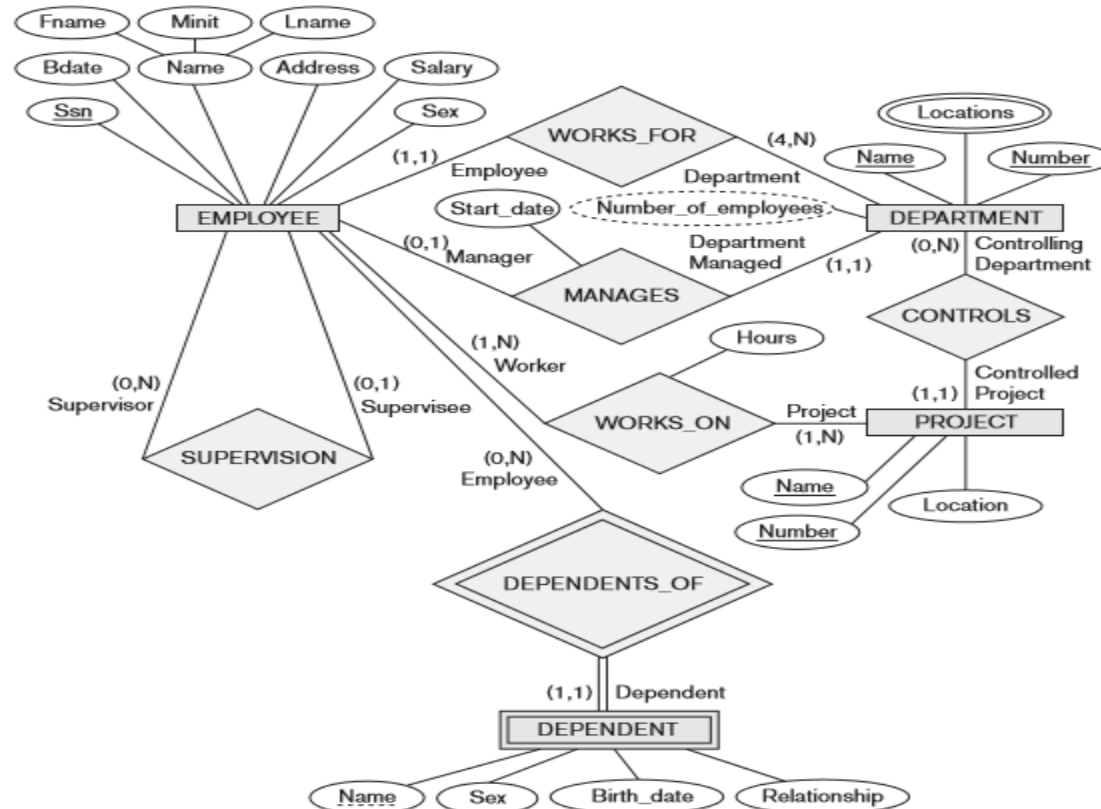 Fname
Minit
Lname
Bdate
Name
Address
Salary
Ssn
Sex
WORKS_FOR
(1,1)
Employee
(4,N)
Department
Locations
Name
Number
EMPLOYEE
Start_date
Number_of_employees
DEPARTMENT
(0,1)
Manager
MANAGES
Department
Managed
(1,1)
(0,N)
Controlling
Department
CONTROLS
(1,N)
Worker
Hours
(0,N)
Supervisor
(0,1)
Supervisee
SUPERVISION
WORKS_ON
Project
(1,N)
Controlled
Project
(1,1)
PROJECT
Name
Number
Location
(0,N)
Employee
DEPENDENTS_OF
(1,1)
Dependent
DEPENDENT
Name
Sex
Birth_date
Relationship